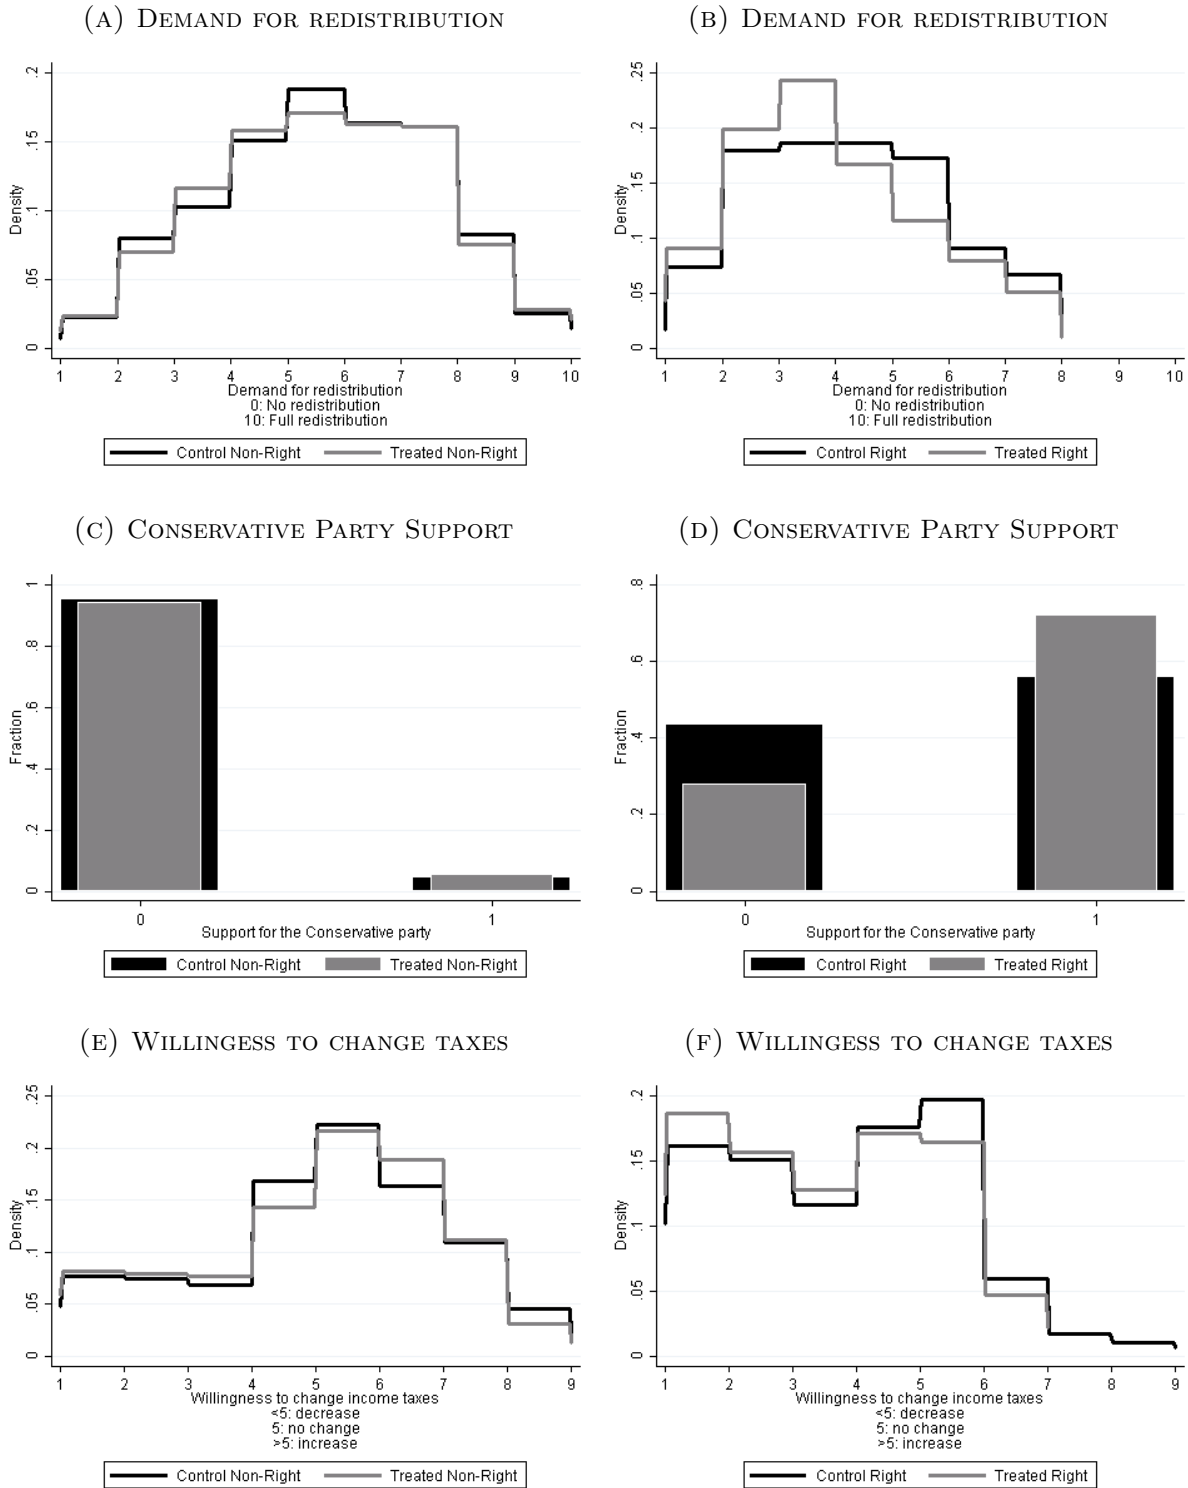 (A) DEMAND FOR REDISTRIBUTION
Density
.2
.15
.1
.05
0
1 2 3 4 5 6 7 8 9 10
Demand for redistribution
0: No redistribution
10: Full redistribution
Control Non-Right Treated Non-Right
(B) DEMAND FOR REDISTRIBUTION
Density
.25
.2
.15
.1
.05
0
1 2 3 4 5 6 7 8 9 10
Demand for redistribution
0: No redistribution
10: Full redistribution
Control Right Treated Right
(C) CONSERVATIVE PARTY SUPPORT
Fraction
1
.8
.6
.4
.2
0
0 1
Support for the Conservative party
Control Non-Right Treated Non-Right
(D) CONSERVATIVE PARTY SUPPORT
Fraction
.8
.6
.4
.2
0
0 1
Support for the Conservative party
Control Right Treated Right
(E) WILLINGESS TO CHANGE TAXES
Density
.25
.2
.15
.1
.05
0
1 2 3 4 5 6 7 8 9
Willingness to change income taxes
<5: decrease
5: no change
>5: increase
Control Non-Right Treated Non-Right
(F) WILLINGESS TO CHANGE TAXES
Density
.2
.15
.1
.05
0
1 2 3 4 5 6 7 8 9
Willingness to change income taxes
<5: decrease
5: no change
>5: increase
Control Right Treated Right